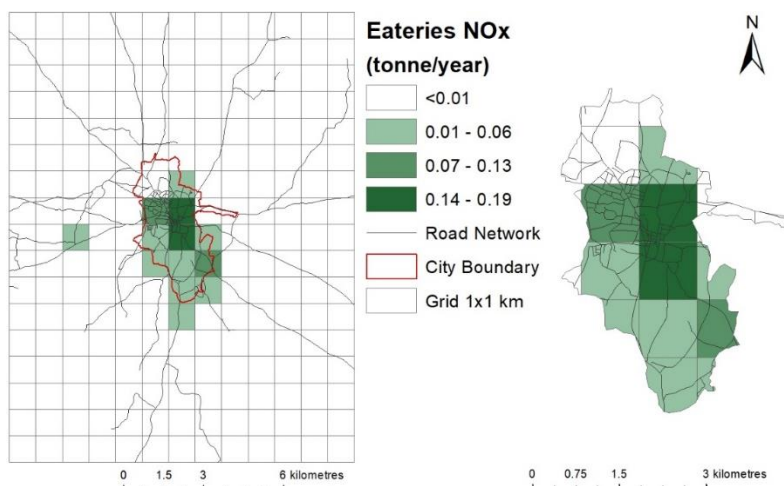 Eateries NOx
(tonne/year)
<0.01
0.01 - 0.06
0.07 - 0.13
0.14 - 0.19
Road Network
City Boundary
Grid 1x1 km
N
0 1.5 3 6 kilometres
0 0.75 1.5 3 kilometres